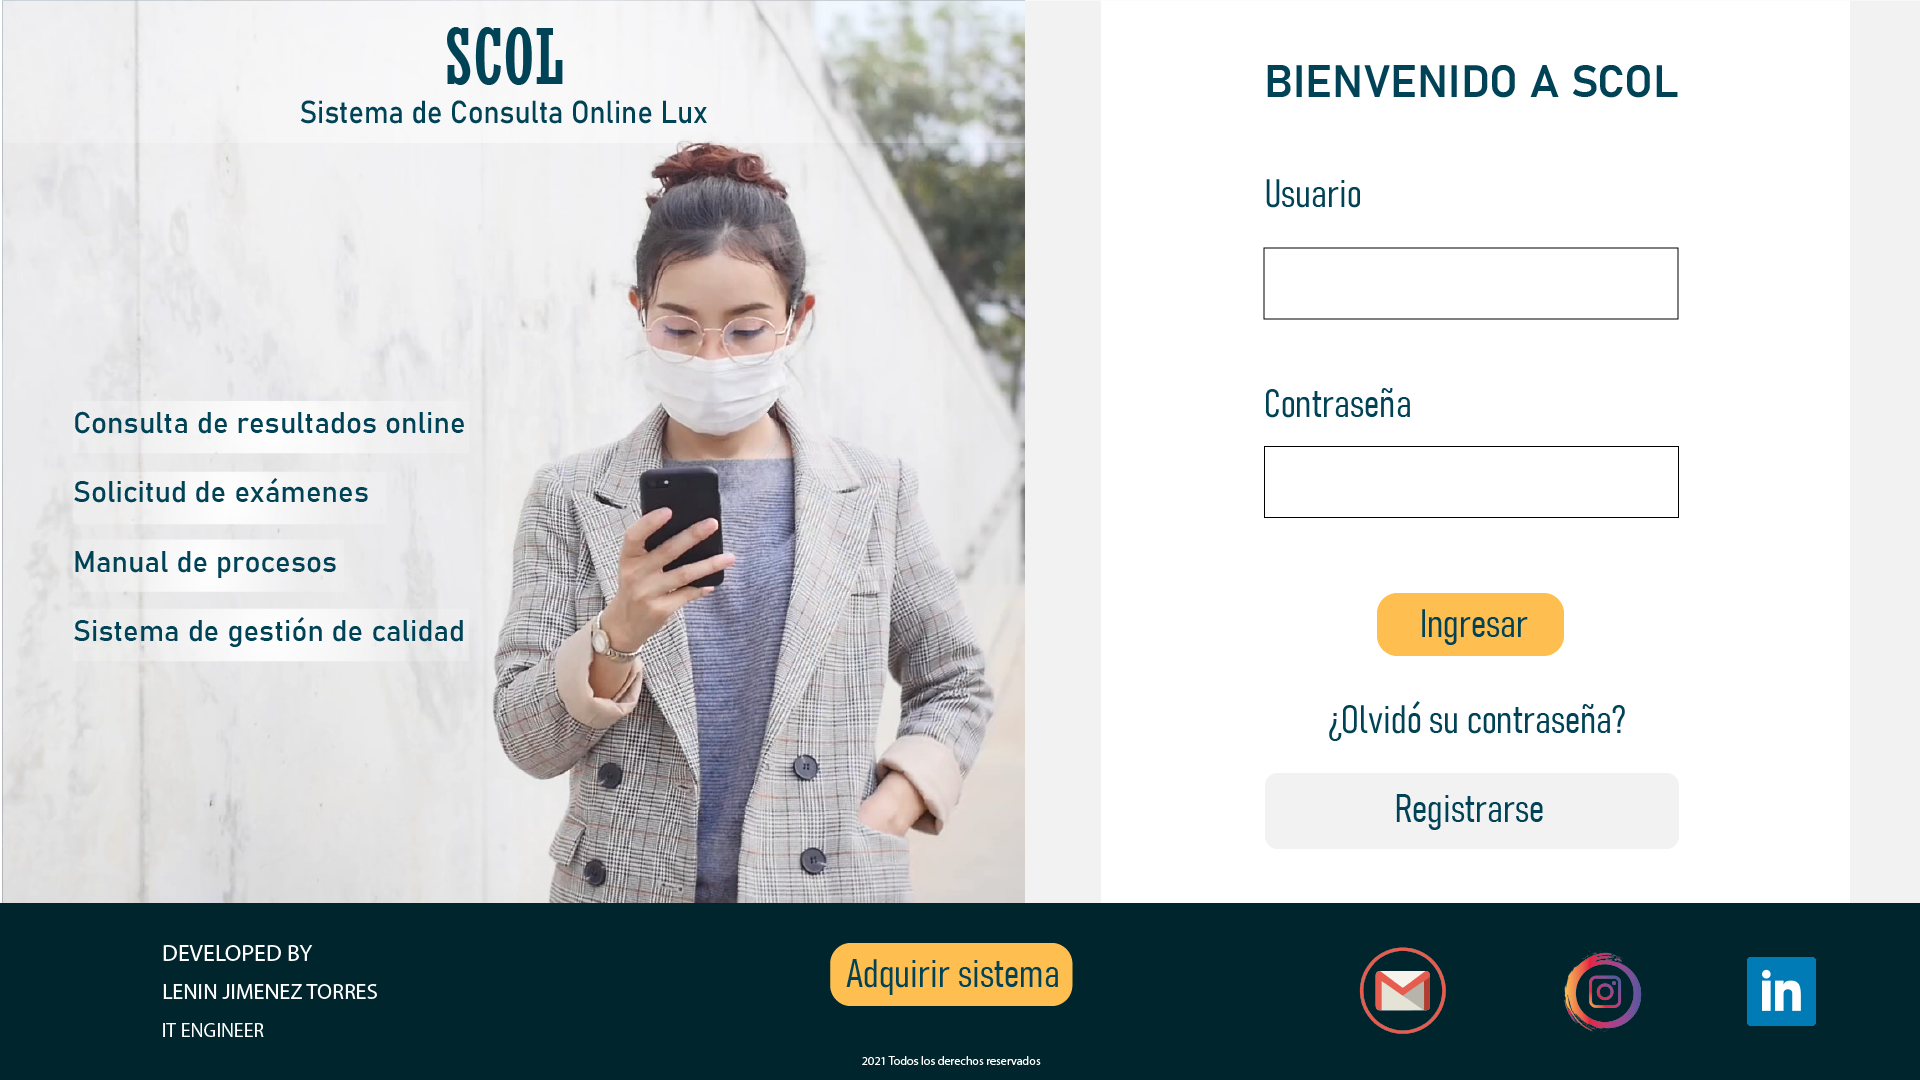 SCOL
Sistema de Consulta Online Lux
Consulta de resultados online
Solicitud de exámenes
Manual de procesos
Sistema de gestión de calidad
BIENVENIDO A SCOL
Usuario
Contraseña
Ingresar
¿Olvidó su contraseña?
Registrarse
DEVELOPED BY
LENIN JIMENEZ TORRES
IT ENGINEER
Adquirir sistema
2021 Todos los derechos reservados
in